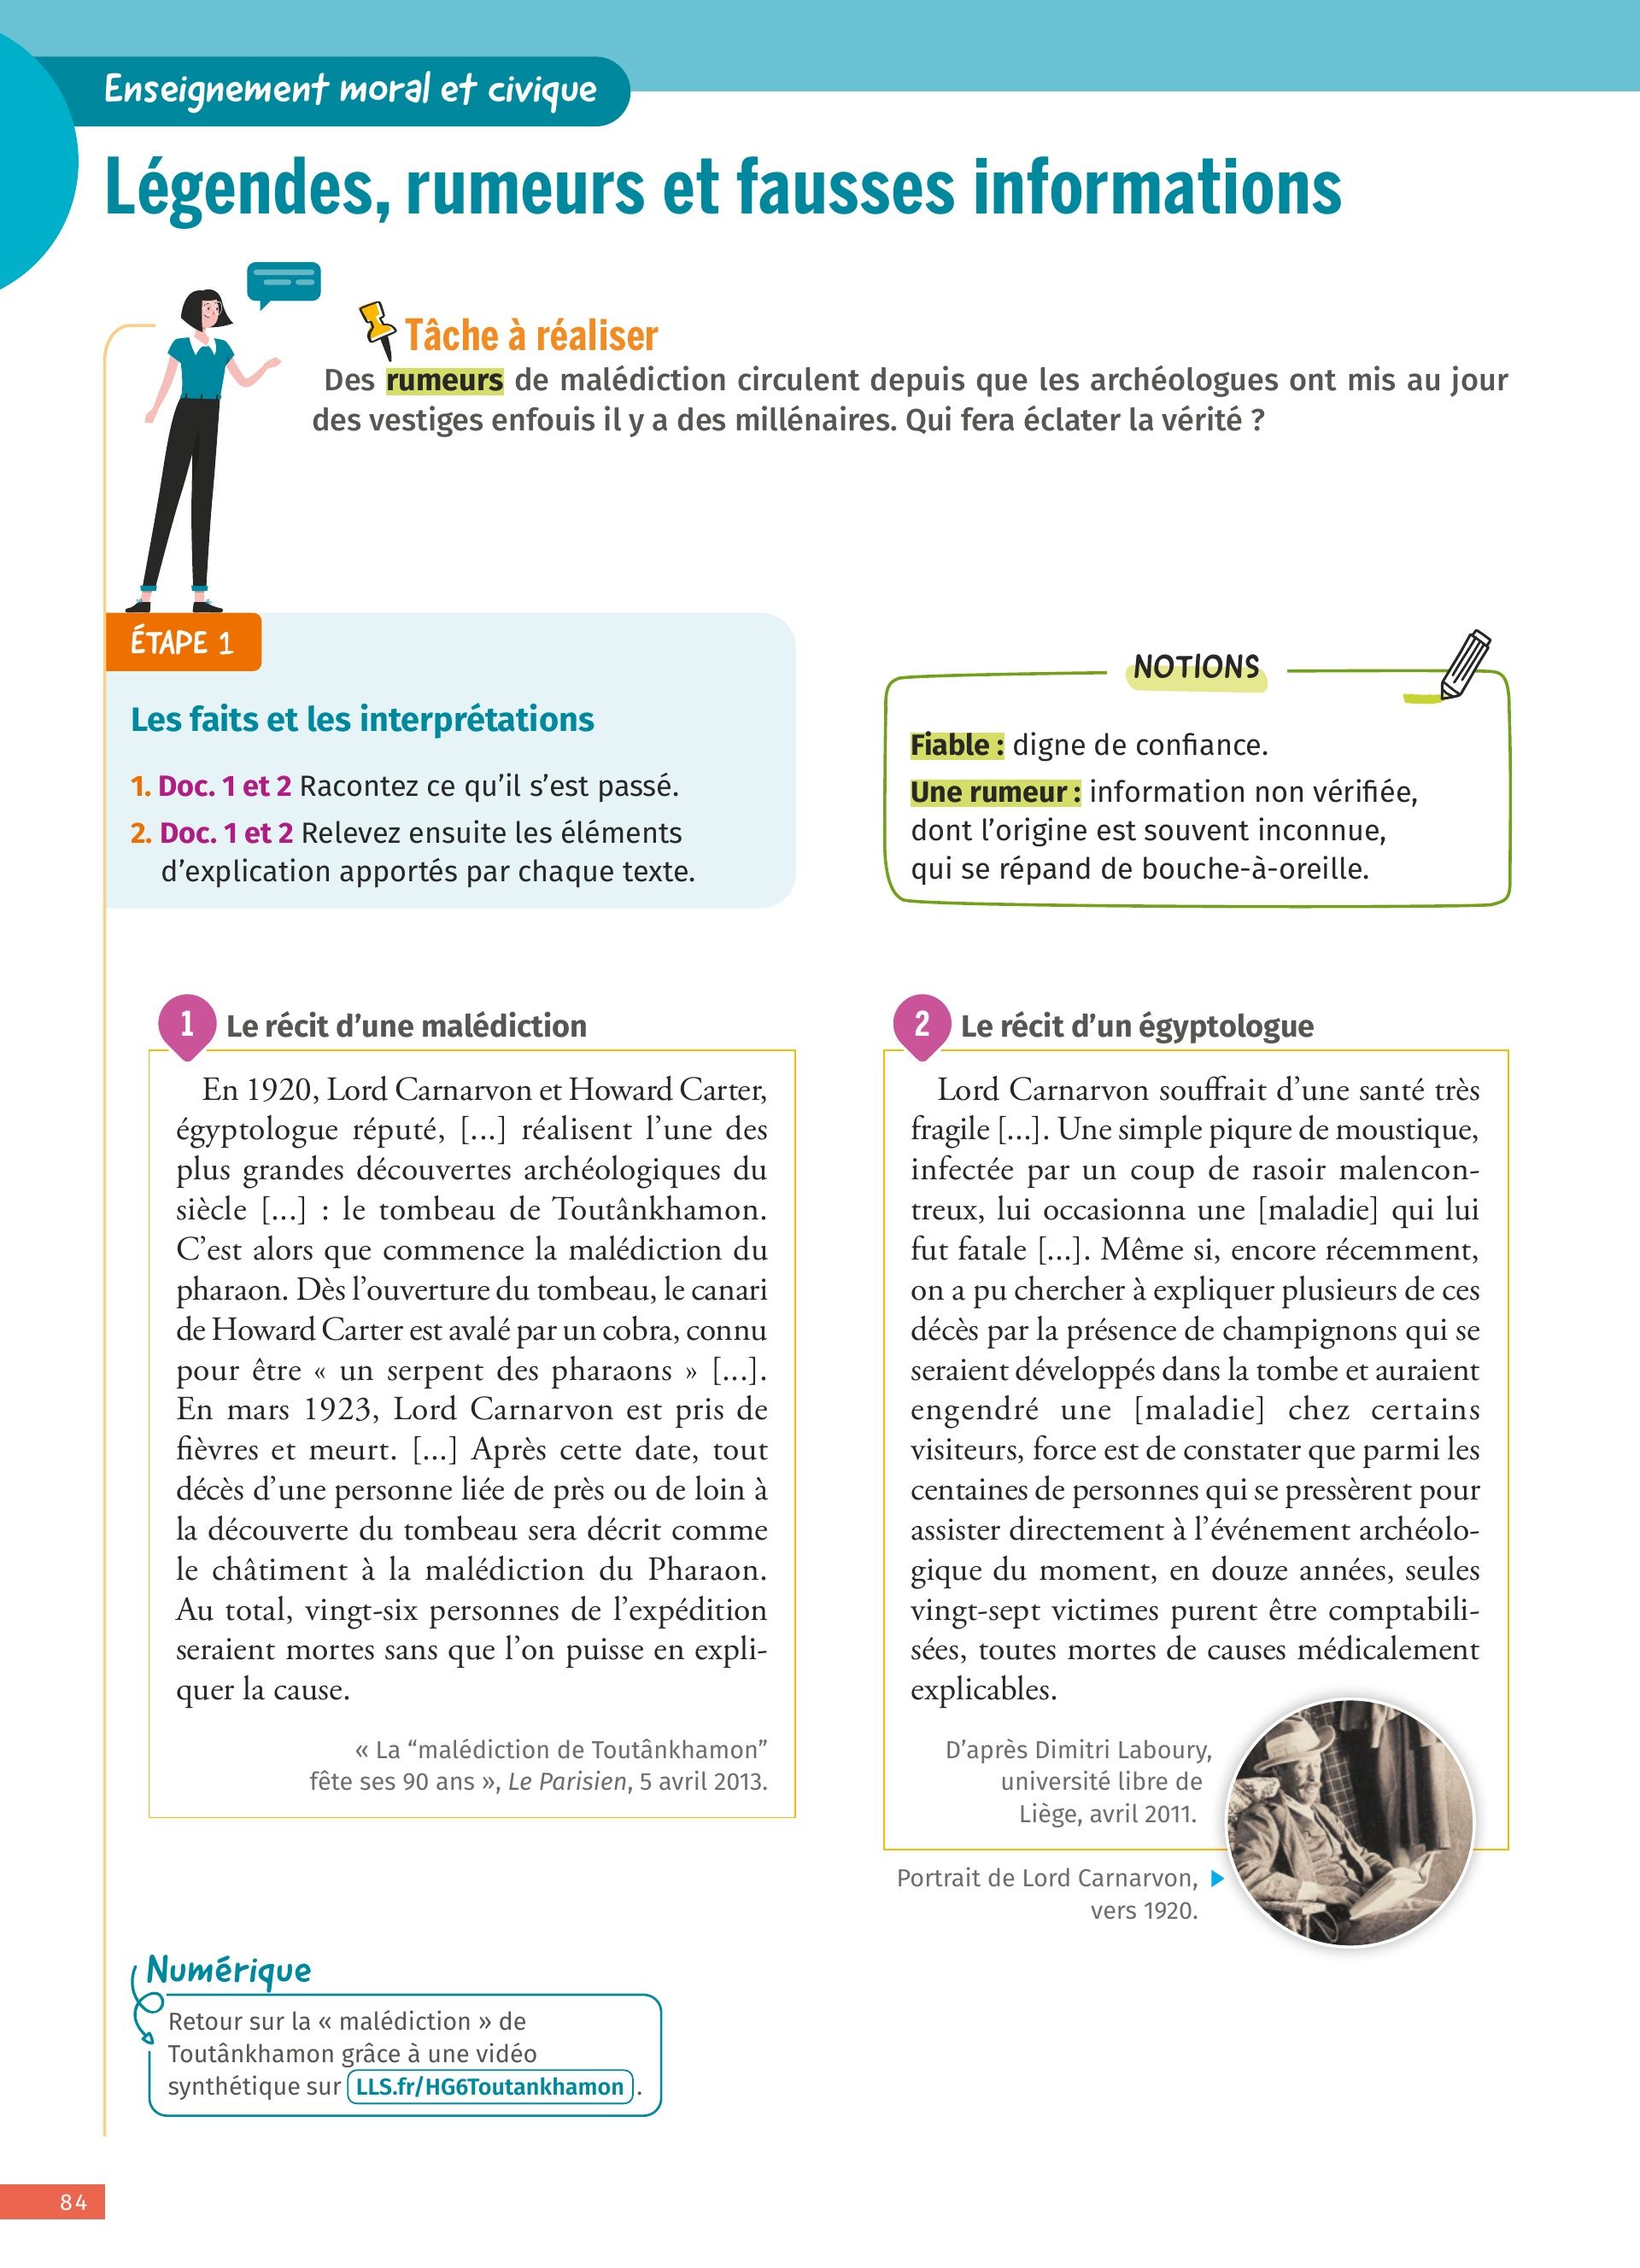 Enseignement moral et civique
Légendes, rumeurs et fausses informations
Tâche à réaliser
Des rumeurs de malédiction circulent depuis que les archéologues ont mis au jour
des vestiges enfouis il y a des millénaires. Qui fera éclater la vérité ?
ÉTAPE 1
Les faits et les interprétations
1. Doc. 1 et 2 Racontez ce qu’il s’est passé.
2. Doc. 1 et 2 Relevez ensuite les éléments
d’explication apportés par chaque texte.
NOTIONS
Fiable : digne de confiance.
Une rumeur : information non vérifiée,
dont l’origine est souvent inconnue,
qui se répand de bouche-à-oreille.
1 Le récit d’une malédiction
En 1920, Lord Carnarvon et Howard Carter,
égyptologue réputé, [...] réalisent l’une des
plus grandes découvertes archéologiques du
siècle [...] : le tombeau de Toutânkhamon.
C’est alors que commence la malédiction du
pharaon. Dès l’ouverture du tombeau, le canari
de Howard Carter est avalé par un cobra, connu
pour être « un serpent des pharaons » [...].
En mars 1923, Lord Carnarvon est pris de
fièvres et meurt. [...] Après cette date, tout
décès d’une personne liée de près ou de loin à
la découverte du tombeau sera décrit comme
le châtiment à la malédiction du Pharaon.
Au total, vingt-six personnes de l’expédition
seraient mortes sans que l’on puisse en expli-
quer la cause.
« La “malédiction de Toutânkhamon”
fête ses 90 ans », Le Parisien, 5 avril 2013.
2 Le récit d’un égyptologue
Lord Carnarvon souffrait d’une santé très
fragile [...]. Une simple piqure de moustique,
infectée par un coup de rasoir malencon-
treux, lui occasionna une [maladie] qui lui
fut fatale [...]. Même si, encore récemment,
on a pu chercher à expliquer plusieurs de ces
décès par la présence de champignons qui se
seraient développés dans la tombe et auraient
engendré une [maladie] chez certains
visiteurs, force est de constater que parmi les
centaines de personnes qui se pressèrent pour
assister directement à l’événement archéolo-
gique du moment, en douze années, seules
vingt-sept victimes purent être comptabili-
sées, toutes mortes de causes médicalement
explicables.
D’après Dimitri Laboury,
université libre de
Liège, avril 2011.
Portrait de Lord Carnarvon,
vers 1920.
Numérique
Retour sur la « malédiction » de
Toutânkhamon grâce à une vidéo
synthétique sur LLS.fr/HG6Toutankhamon .
84